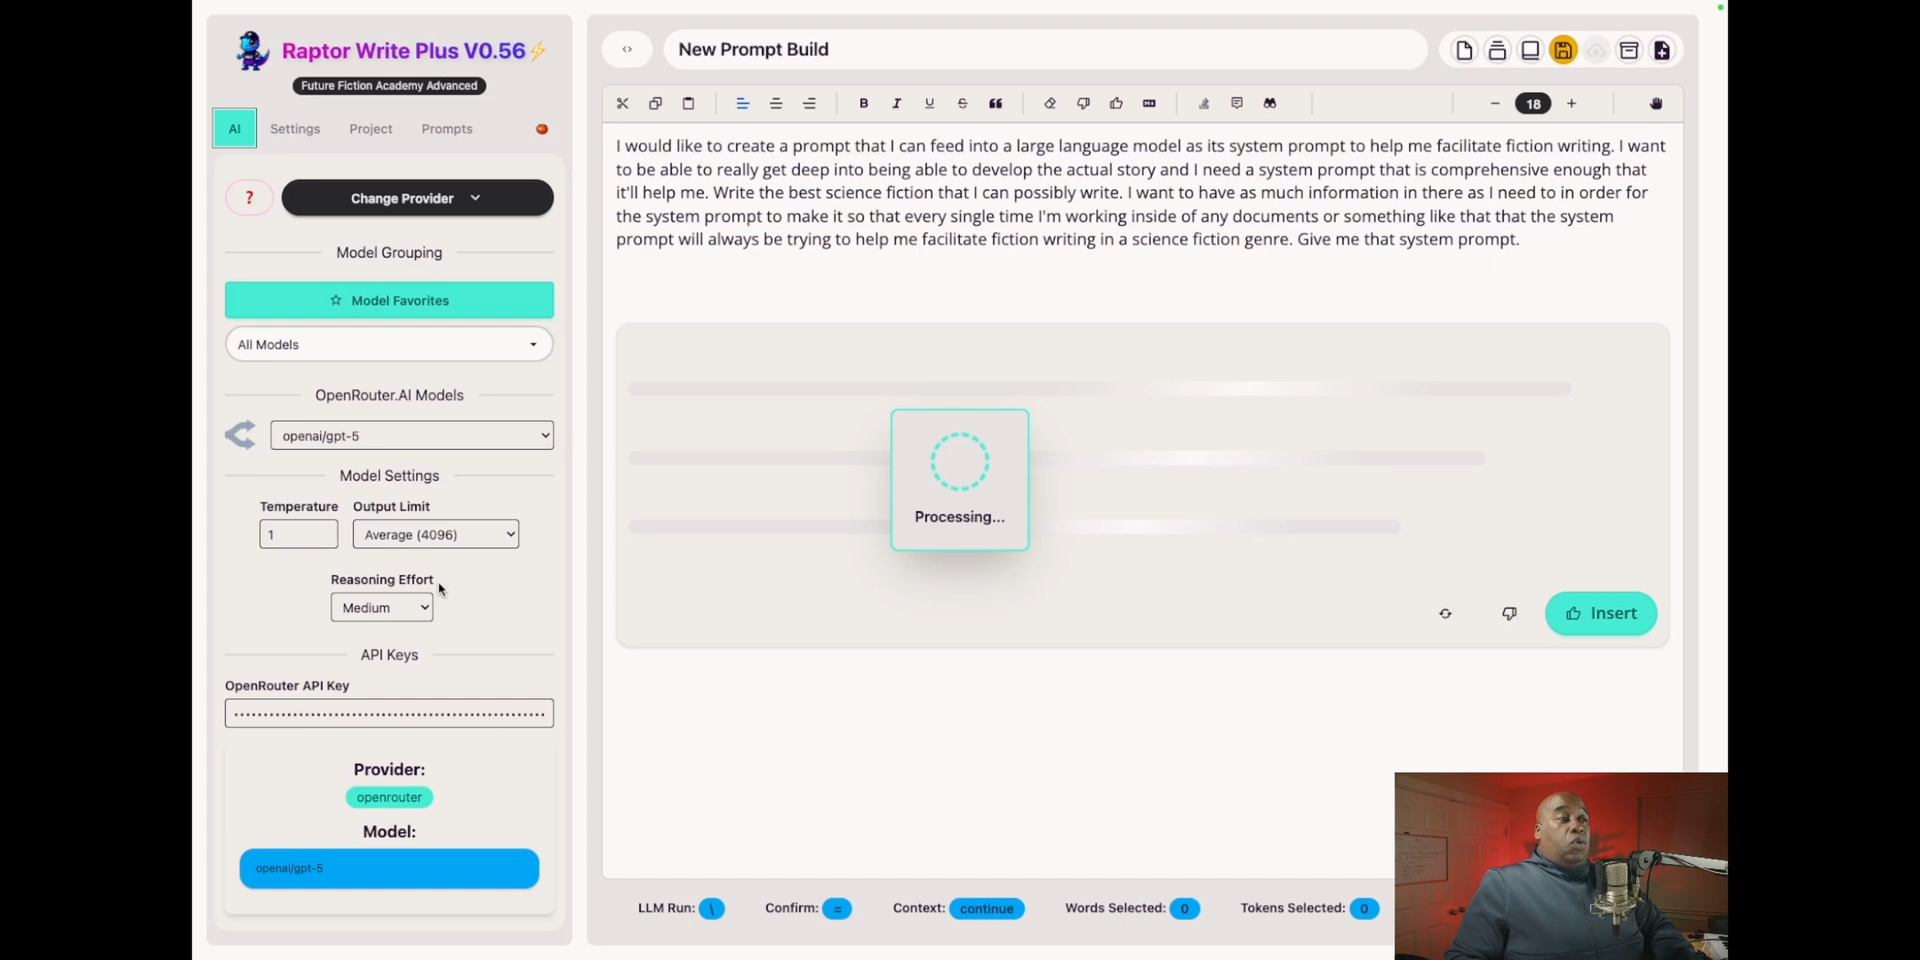 Raptor Write Plus V0.56⚡
Future Fiction Academy Advanced
AI Settings Project Prompts
? Change Provider
Model Grouping
Model Favorites
All Models
OpenRouter.AI Models
openai/gpt-5
Model Settings
Temperature Output Limit
1 Average (4096)
Reasoning Effort
Medium
API Keys
OpenRouter API Key
Provider:
openrouter
Model:
openai/gpt-5
New Prompt Build
B I U S 18
I would like to create a prompt that I can feed into a large language model as its system prompt to help me facilitate fiction writing. I want
to be able to really get deep into being able to develop the actual story and I need a system prompt that is comprehensive enough that
it'll help me. Write the best science fiction that I can possibly write. I want to have as much information in there as I need to in order for
the system prompt to make it so that every single time I'm working inside of any documents or something like that that the system
prompt will always be trying to help me facilitate fiction writing in a science fiction genre. Give me that system prompt.
Processing...
Insert
LLM Run: \ Confirm: = Context: continue Words Selected: 0 Tokens Selected: 0